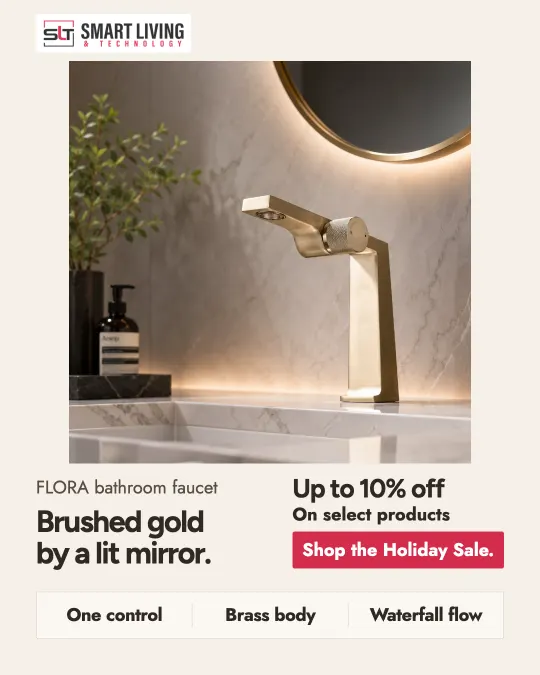 SLT SMART LIVING
& TECHNOLOGY
FLORA bathroom faucet
Brushed gold
by a lit mirror.
Up to 10% off
On select products
Shop the Holiday Sale.
One control
Brass body
Waterfall flow